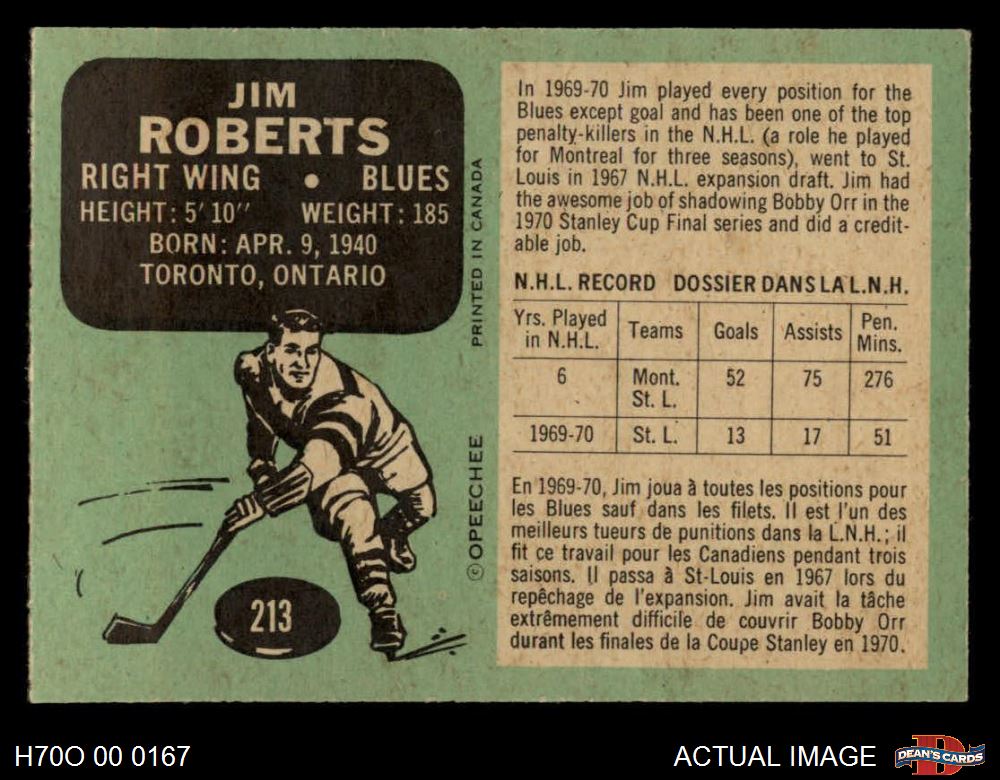 JIM
ROBERTS
RIGHT WING • BLUES
HEIGHT: 5' 10'' WEIGHT: 185
BORN: APR. 9, 1940
TORONTO, ONTARIO
213
PRINTED IN CANADA
© OPEECHEE
In 1969-70 Jim played every position for the
Blues except goal and has been one of the top
penalty-killers in the N.H.L. (a role he played
for Montreal for three seasons), went to St.
Louis in 1967 N.H.L. expansion draft. Jim had
the awesome job of shadowing Bobby Orr in the
1970 Stanley Cup Final series and did a credit-
able job.
N.H.L. RECORD DOSSIER DANS LA L.N.H.
Yrs. Played
in N.H.L. Teams Goals Assists Pen.
Mins.
6 Mont. 52 75 276
St. L.
1969-70 St. L. 13 17 51
En 1969-70, Jim joua à toutes les positions pour
les Blues sauf dans les filets. Il est l'un des
meilleurs tueurs de punitions dans la L.N.H.; il
fit ce travail pour les Canadiens pendant trois
saisons. Il passa à St-Louis en 1967 lors du
repêchage de l'expansion. Jim avait la tâche
extrêmement difficile de couvrir Bobby Orr
durant les finales de la Coupe Stanley en 1970.
H70O 00 0167
ACTUAL IMAGE
DEAN'S CARDS